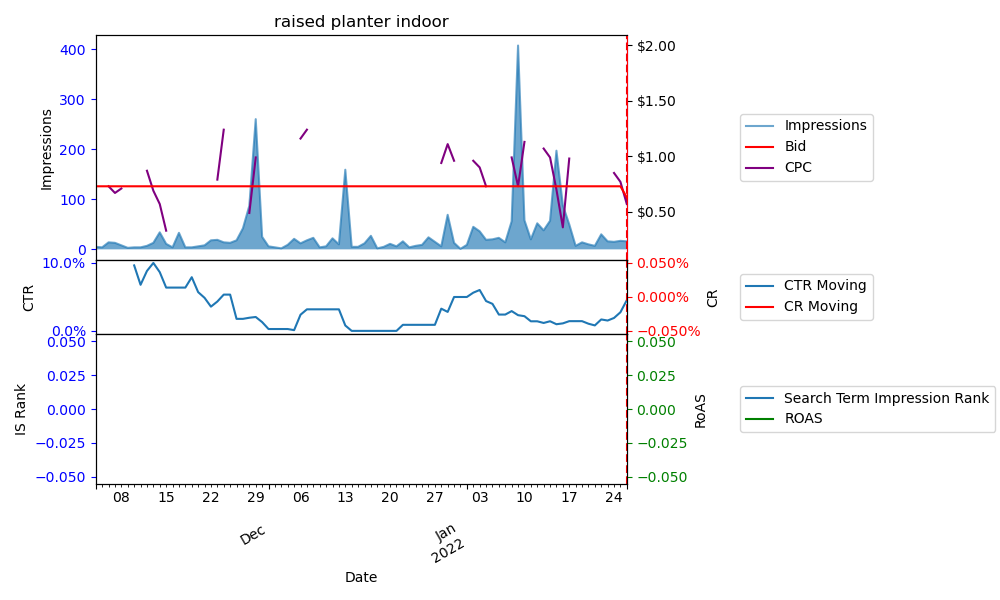 raised planter indoor
400
300
200
100
0
Impressions
$2.00
$1.50
$1.00
$0.50
Impressions
Bid
CPC
10.0%
0.0%
CTR
0.050%
0.000%
−0.050%
CR
CTR Moving
CR Moving
0.050
0.025
0.000
−0.025
−0.050
IS Rank
0.050
0.025
0.000
−0.025
−0.050
RoAS
Search Term Impression Rank
ROAS
08 15 22 29 06 13 20 27 03 10 17 24
Dec
Jan
2022
Date